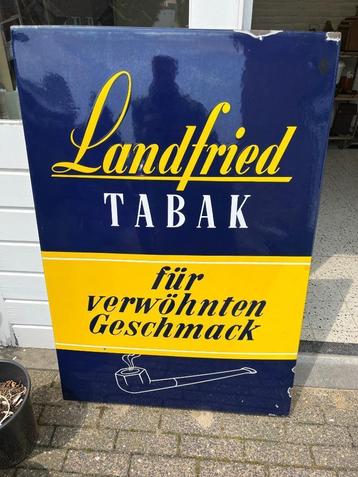 Landfried
TABAK
für
verwöhnten
Geschmack